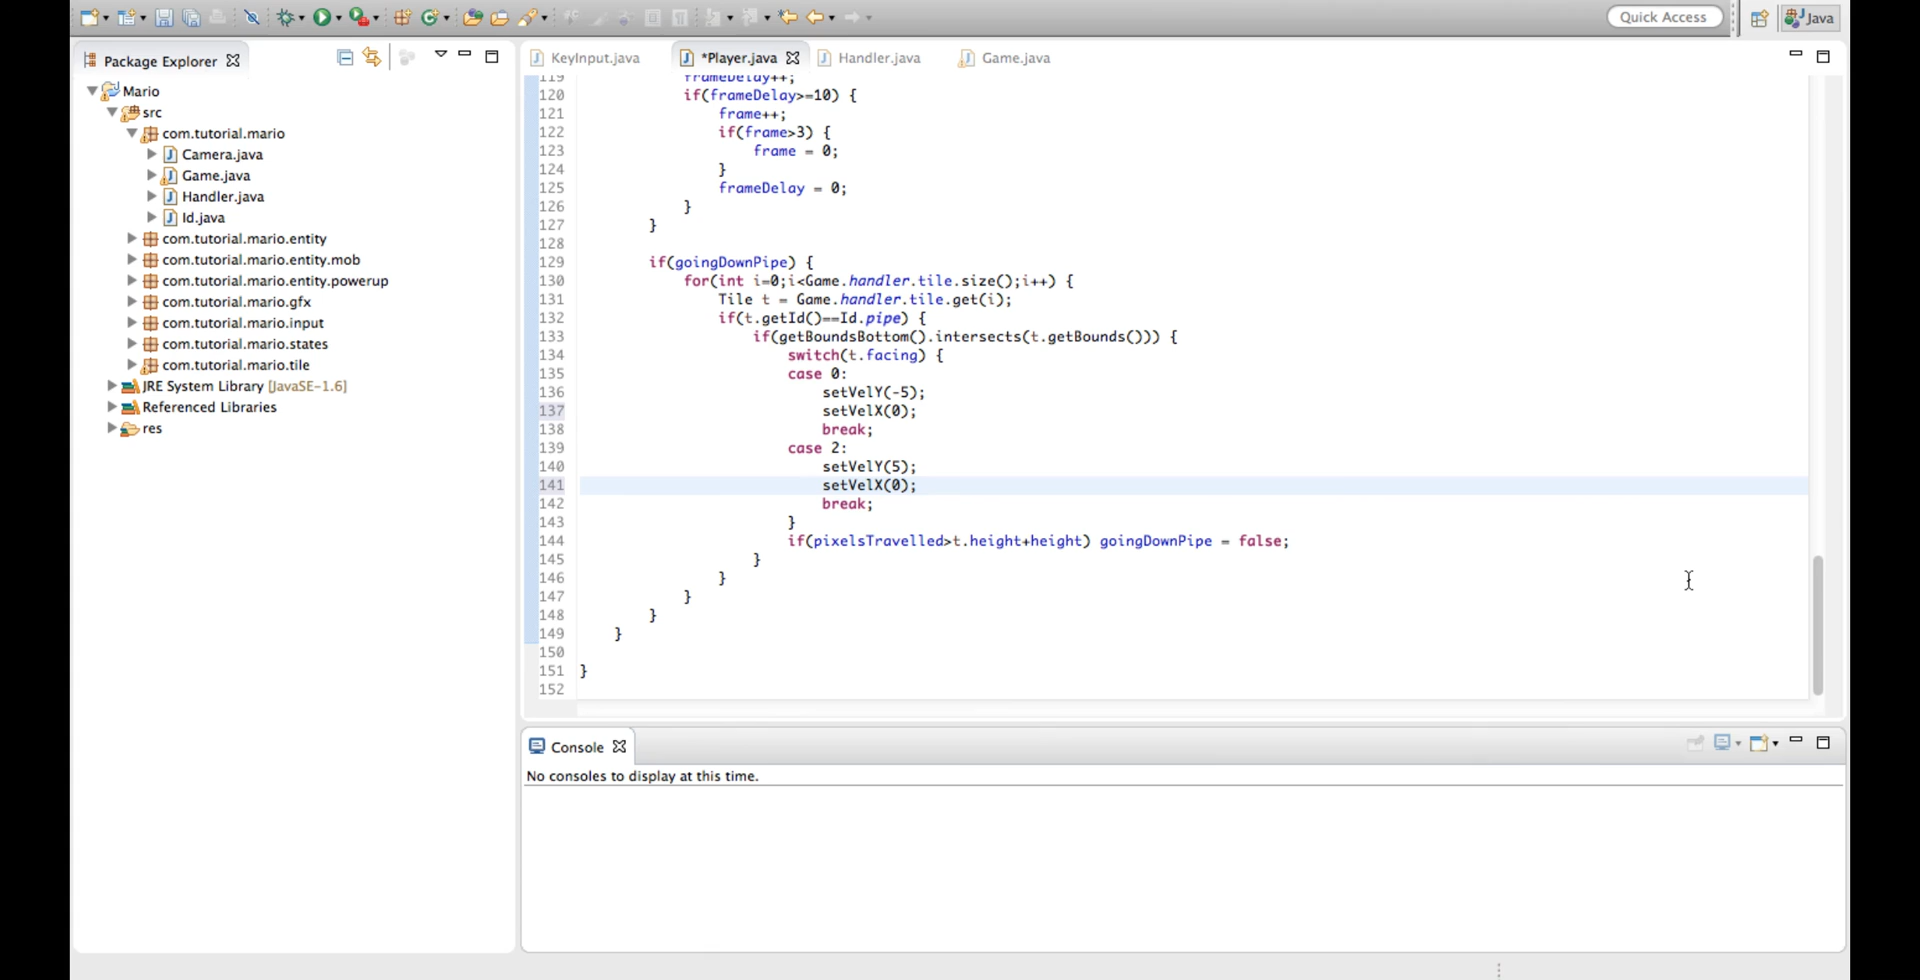 Quick Access
Java
Package Explorer
Mario
src
com.tutorial.mario
Camera.java
Game.java
Handler.java
Id.java
com.tutorial.mario.entity
com.tutorial.mario.entity.mob
com.tutorial.mario.entity.powerup
com.tutorial.mario.gfx
com.tutorial.mario.input
com.tutorial.mario.states
com.tutorial.mario.tile
JRE System Library [JavaSE-1.6]
Referenced Libraries
res
KeyInput.java
*Player.java
Handler.java
Game.java
119 frameDelay++;
120 if(frameDelay>=10) {
121 frame++;
122 if(frame>3) {
123 frame = 0;
124 }
125 frameDelay = 0;
126 }
127 }
128
129 if(goingDownPipe) {
130 for(int i=0;i<Game.handler.tile.size();i++) {
131 Tile t = Game.handler.tile.get(i);
132 if(t.getId()==Id.pipe) {
133 if(getBoundsBottom().intersects(t.getBounds())) {
134 switch(t.facing) {
135 case 0:
136 setVelY(-5);
137 setVelX(0);
138 break;
139 case 2:
140 setVelY(5);
141 setVelX(0);
142 break;
143 }
144 if(pixelsTravelled>t.height+height) goingDownPipe = false;
145 }
146 }
147 }
148 }
149 }
150
151 }
152
Console
No consoles to display at this time.